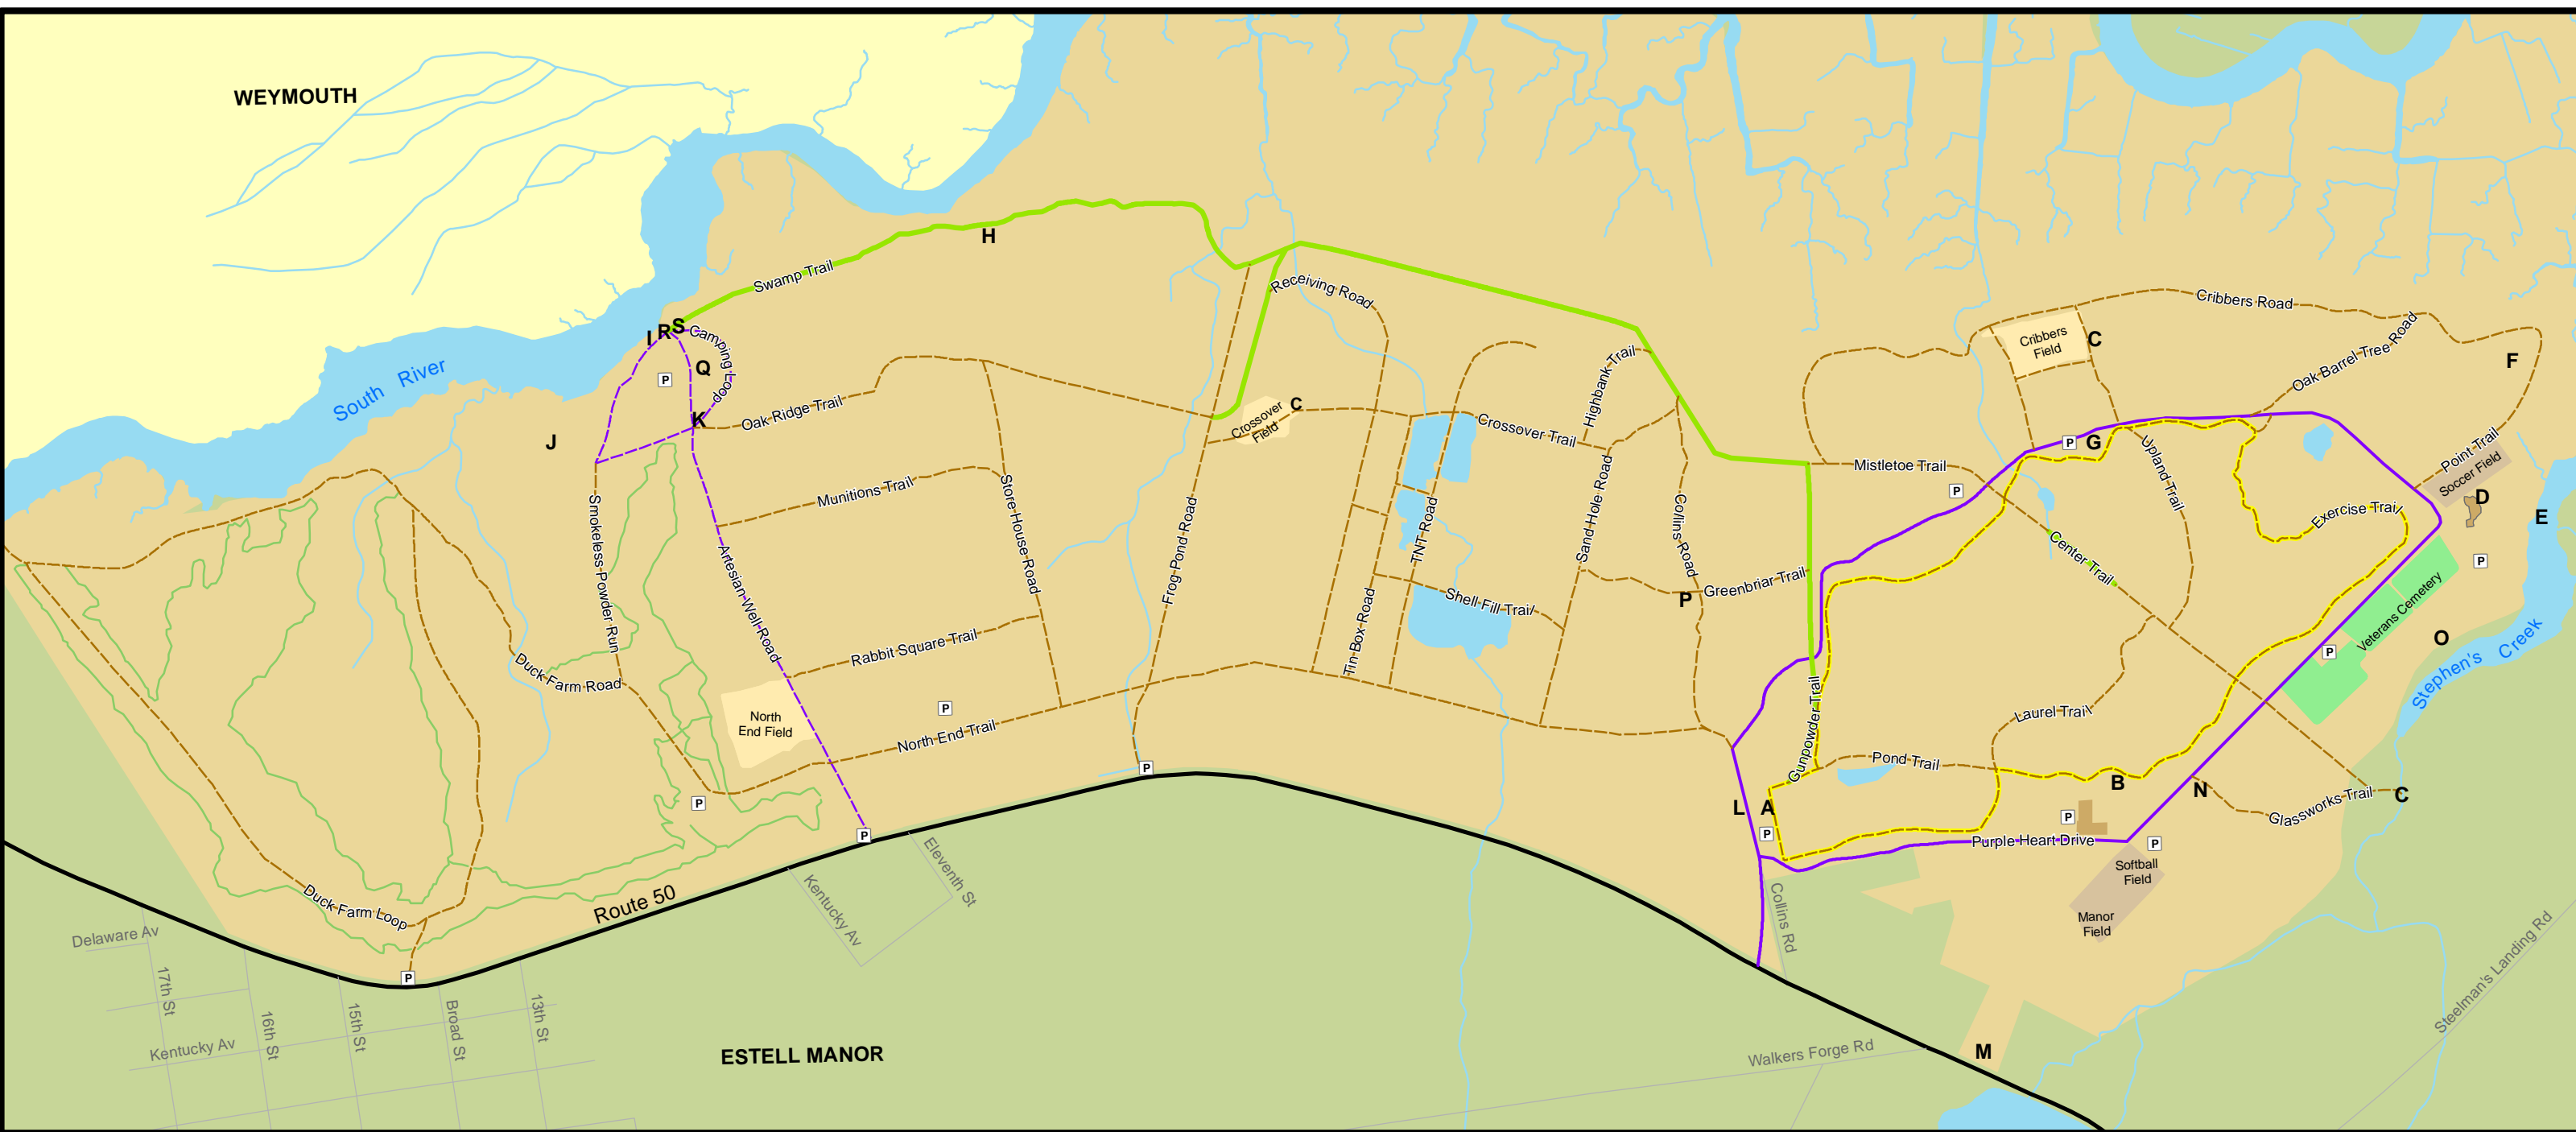 WEYMOUTH
South River
H
Swamp Trail
I
R
S
Camping Loop
Q
P
K
J
Oak Ridge Trail
Receiving Road
Crossover
Field
C
Crossover Trail
Highbank Trail
Cribbers Road
Cribbers
Field
C
Oak Barrel Tree Road
F
Munitions Trail
Store House Road
Smokeless Powder Run
Artesian Well Road
Frog Pond Road
Tin Box Road
TNT Road
Shell Fill Trail
Sand Hole Road
Collins Road
P
Greenbriar Trail
Mistletoe Trail
P
P
G
Upland Trail
Center Trail
Exercise Trail
Point Trail
Soccer Field
D
E
P
Veterans Cemetery
P
O
Stephen's Creek
Duck Farm Road
Rabbit Square Trail
North
End Field
P
North End Trail
P
P
P
Gunpowder Trail
Pond Trail
Laurel Trail
L
A
P
B
N
Glassworks Trail
C
P
P
Purple Heart Drive
Softball
Field
Manor
Field
Duck Farm Loop
P
Route 50
Eleventh St
Kentucky Av
Collins Rd
Delaware Av
17th St
16th St
15th St
Broad St
13th St
Kentucky Av
ESTELL MANOR
Walkers Forge Rd
M
Steelman's Landing Rd